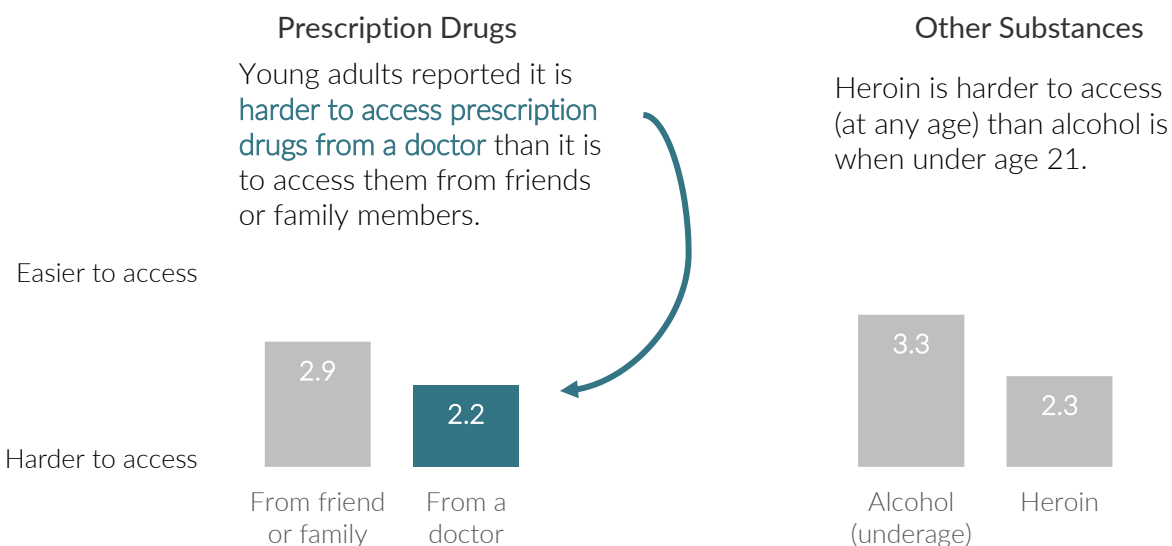 Prescription Drugs
Young adults reported it is
harder to access prescription
drugs from a doctor than it is
to access them from friends
or family members.
Other Substances
Heroin is harder to access
(at any age) than alcohol is
when under age 21.
Easier to access
Harder to access
2.9
2.2
From friend
or family
From a
doctor
3.3
2.3
Alcohol
(underage)
Heroin